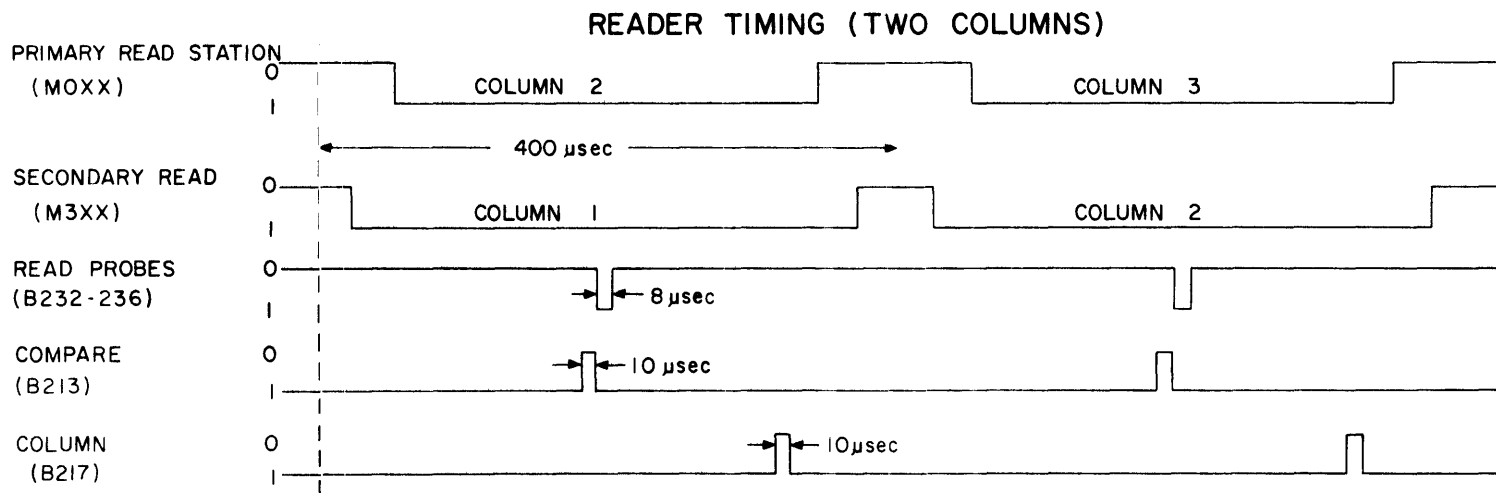 READER TIMING (TWO COLUMNS)
PRIMARY READ STATION
(M0XX)
0
1
COLUMN 2
COLUMN 3
400 µsec
SECONDARY READ
(M3XX)
0
1
COLUMN 1
COLUMN 2
READ PROBES
(B232-236)
0
1
8 µsec
COMPARE
(B213)
0
1
10 µsec
COLUMN
(B217)
0
1
10 µsec